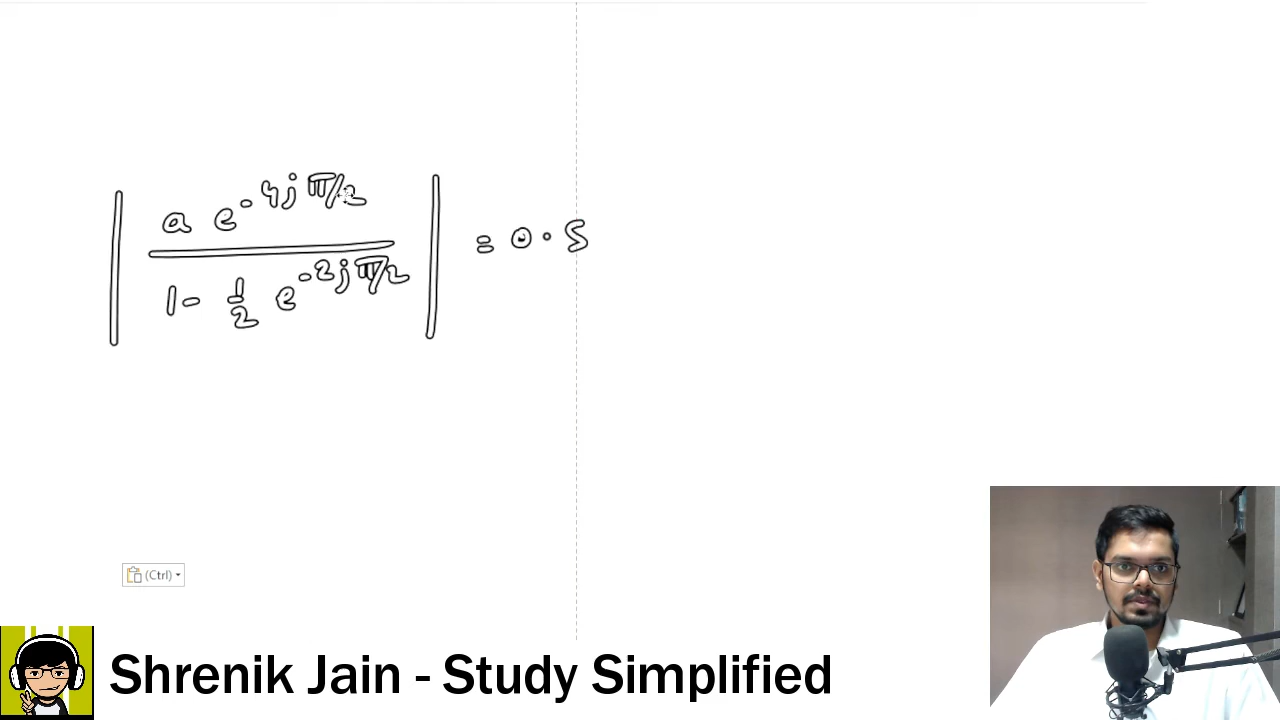 | a e^{-4jπ/2} / (1 - 1/2 e^{-2jπ/2}) | = 0.5
(Ctrl)
Shrenik Jain - Study Simplified